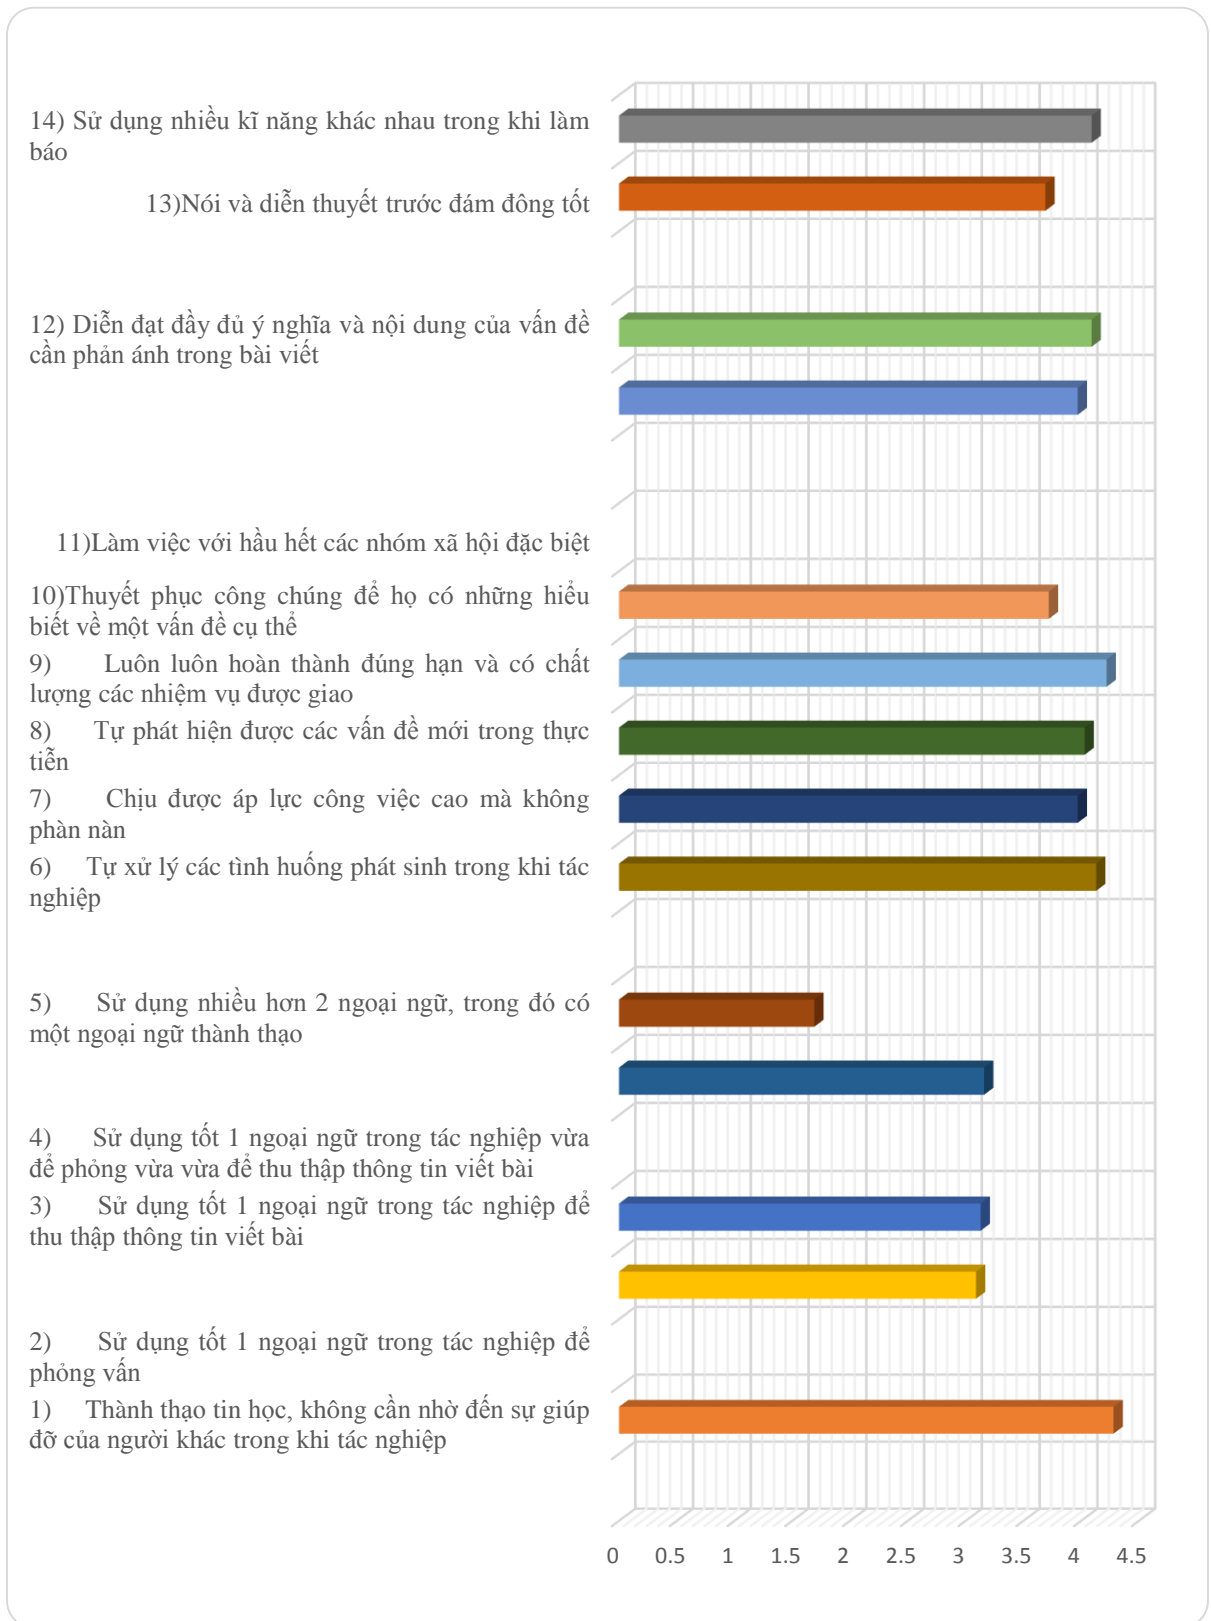 14) Sử dụng nhiều kĩ năng khác nhau trong khi làm
báo
13)Nói và diễn thuyết trước đám đông tốt
12) Diễn đạt đầy đủ ý nghĩa và nội dung của vấn đề
cần phản ánh trong bài viết
11)Làm việc với hầu hết các nhóm xã hội đặc biệt
10)Thuyết phục công chúng để họ có những hiểu
biết về một vấn đề cụ thể
9) Luôn luôn hoàn thành đúng hạn và có chất
lượng các nhiệm vụ được giao
8) Tự phát hiện được các vấn đề mới trong thực
tiễn
7) Chịu được áp lực công việc cao mà không
phàn nàn
6) Tự xử lý các tình huống phát sinh trong khi tác
nghiệp
5) Sử dụng nhiều hơn 2 ngoại ngữ, trong đó có
một ngoại ngữ thành thạo
4) Sử dụng tốt 1 ngoại ngữ trong tác nghiệp vừa
để phỏng vừa vừa để thu thập thông tin viết bài
3) Sử dụng tốt 1 ngoại ngữ trong tác nghiệp để
thu thập thông tin viết bài
2) Sử dụng tốt 1 ngoại ngữ trong tác nghiệp để
phỏng vấn
1) Thành thạo tin học, không cần nhờ đến sự giúp
đỡ của người khác trong khi tác nghiệp
0 0.5 1 1.5 2 2.5 3 3.5 4 4.5